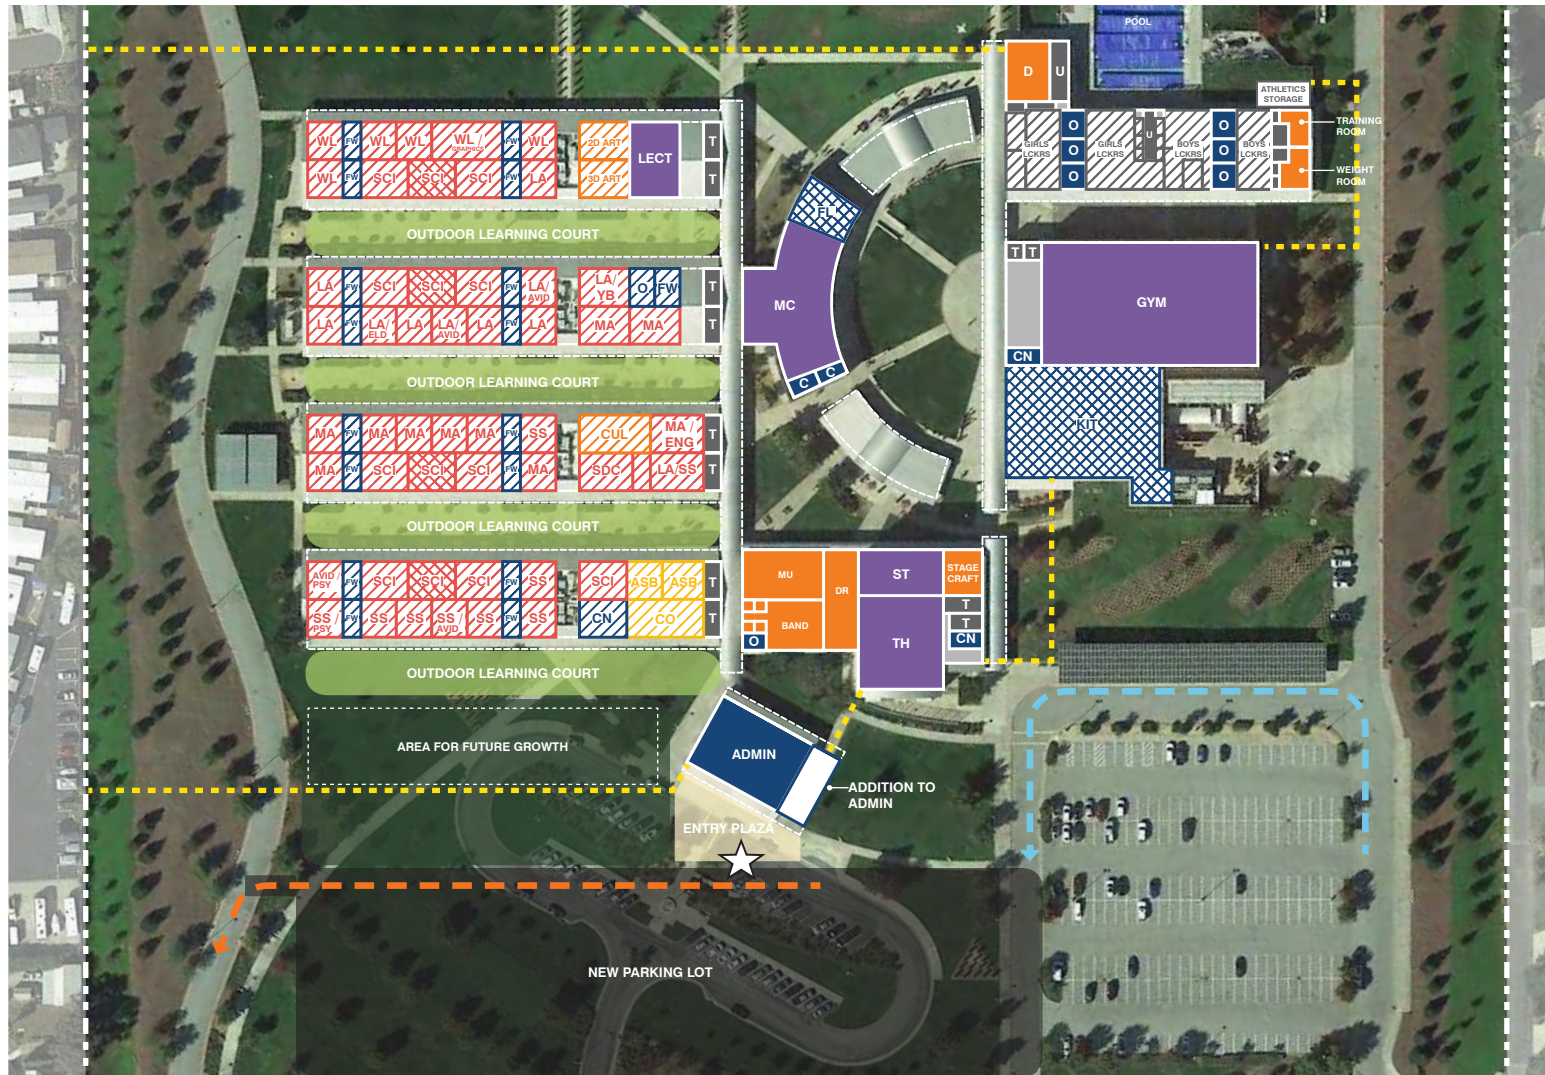 POOL
D
U
ATHLETICS
STORAGE
TRAINING
ROOM
WEIGHT
ROOM
O
O
O
O
O
O
U
GIRLS
LCKRS
GIRLS
LCKRS
BOYS
LCKRS
BOYS
LCKRS
WL
FW
WL
WL
WL /
GRAPHICS
FW
WL
2D ART
LECT
T
WL
FW
SCI
SCI
SCI
FW
LA
3D ART
T
OUTDOOR LEARNING COURT
FL
LA
FW
SCI
SCI
SCI
FW
LA/
AVID
LA/
YB
O
FW
T
LA
FW
LA/
ELD
LA
LA/
AVID
LA
FW
LA
MA
MA
T
MC
C
C
T
T
GYM
CN
KIT
OUTDOOR LEARNING COURT
MA
FW
MA
MA
MA
MA
FW
SS
CUL
MA /
ENG
T
MA
FW
SCI
SCI
SCI
FW
MA
SDC
LA/SS
T
OUTDOOR LEARNING COURT
AVID /
PSY
FW
SCI
SCI
SCI
FW
SS
SCI
ASB
ASB
T
SS /
PSY
FW
SS
SS
SS /
AVID
SS
FW
SS
CN
CO
T
MU
DR
ST
STAGE
CRAFT
BAND
O
TH
T
T
CN
OUTDOOR LEARNING COURT
AREA FOR FUTURE GROWTH
ADMIN
ADDITION TO
ADMIN
ENTRY PLAZA
NEW PARKING LOT